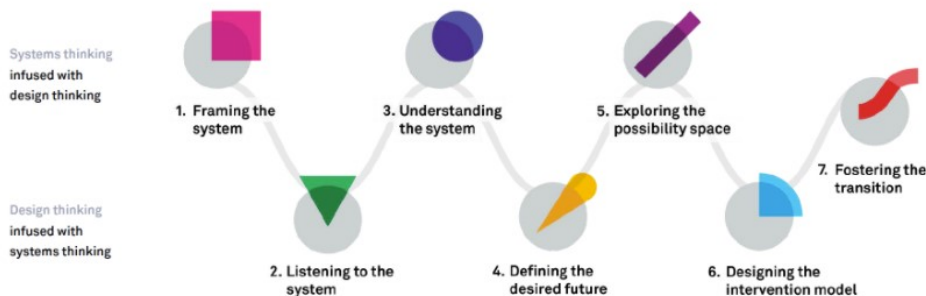 Systems thinking
infused with
design thinking
1. Framing the
system
3. Understanding
the system
5. Exploring the
possibility space
7. Fostering the
transition
Design thinking
infused with
systems thinking
2. Listening to the
system
4. Defining the
desired future
6. Designing the
intervention model